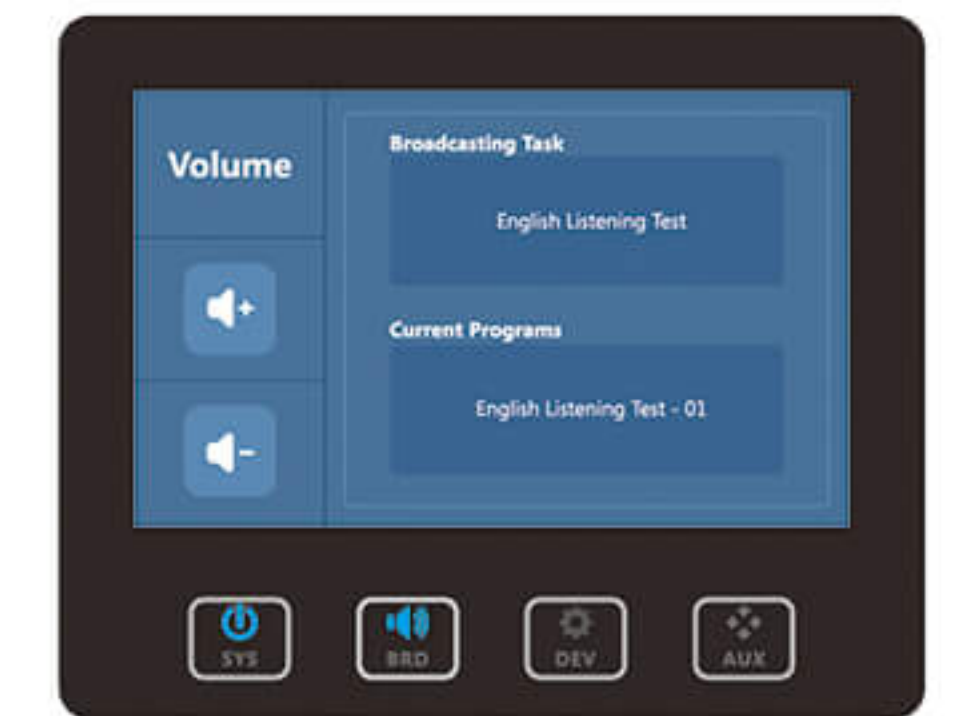 Volume
Broadcasting Task
English Listening Test
Current Programs
English Listening Test - 01
SYS
BRD
DEV
AUX